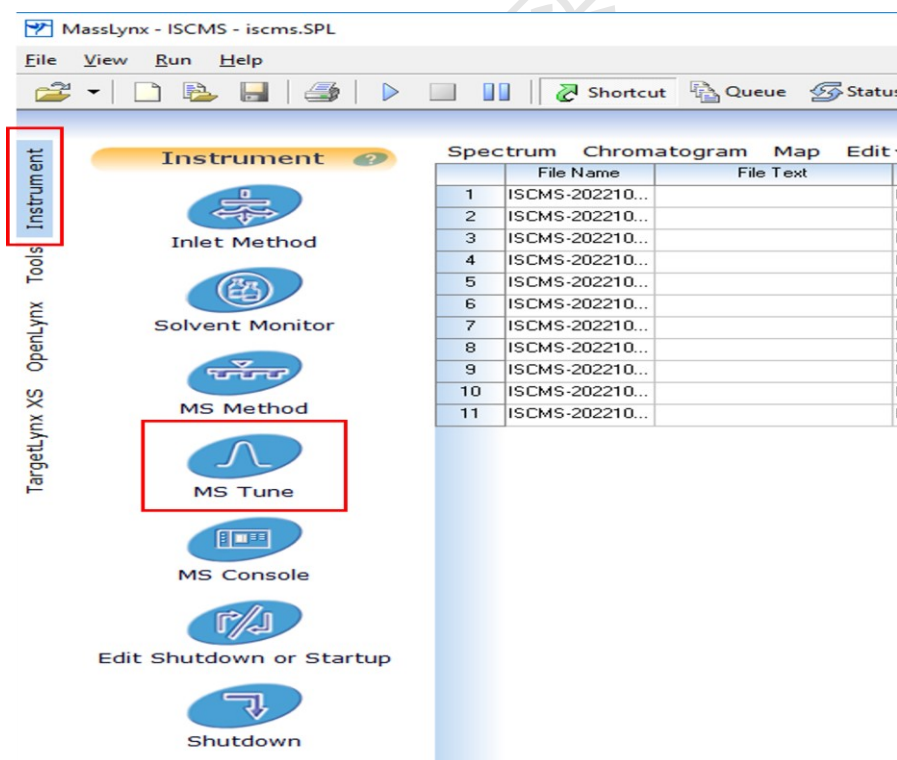 MassLynx - ISCMS - iscms.SPL
File View Run Help
Shortcut Queue Status
Instrument
Tools
OpenLynx
TargetLynx XS
Instrument ?
Inlet Method
Solvent Monitor
MS Method
MS Tune
MS Console
Edit Shutdown or Startup
Shutdown
Spectrum Chromatogram Map Edit
File Name File Text
1 ISCMS-202210...
2 ISCMS-202210...
3 ISCMS-202210...
4 ISCMS-202210...
5 ISCMS-202210...
6 ISCMS-202210...
7 ISCMS-202210...
8 ISCMS-202210...
9 ISCMS-202210...
10 ISCMS-202210...
11 ISCMS-202210...